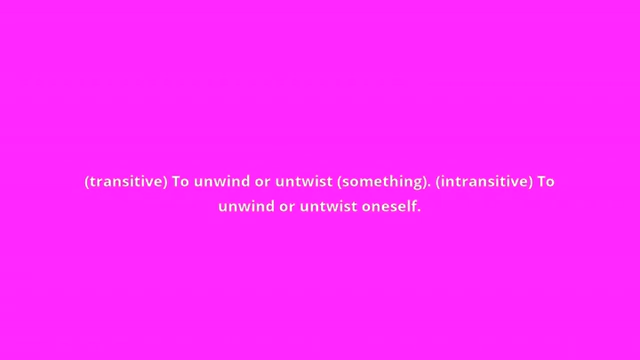 (transitive) To unwind or untwist (something). (intransitive) To
unwind or untwist oneself.